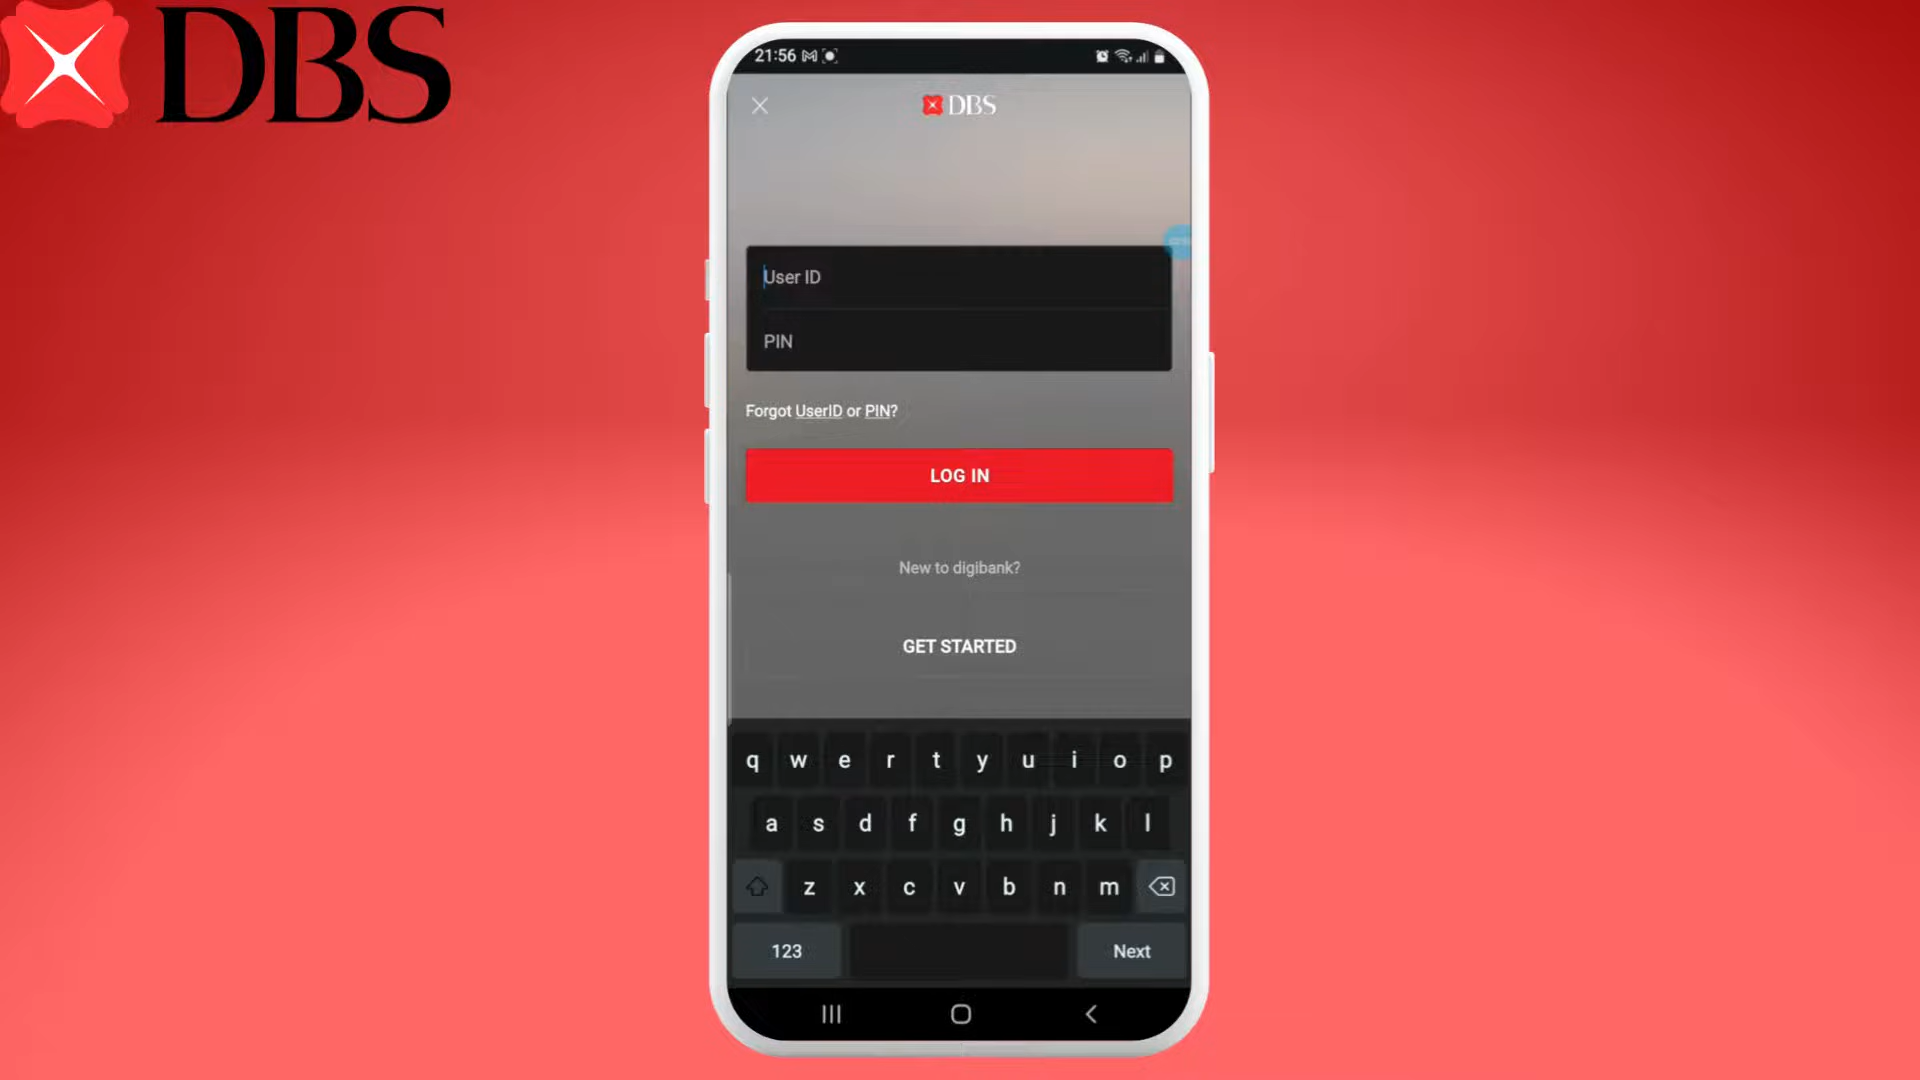 DBS
21:56
DBS
User ID
PIN
Forgot UserID or PIN?
LOG IN
New to digibank?
GET STARTED
q w e r t y u i o p
a s d f g h j k l
z x c v b n m
123 Next